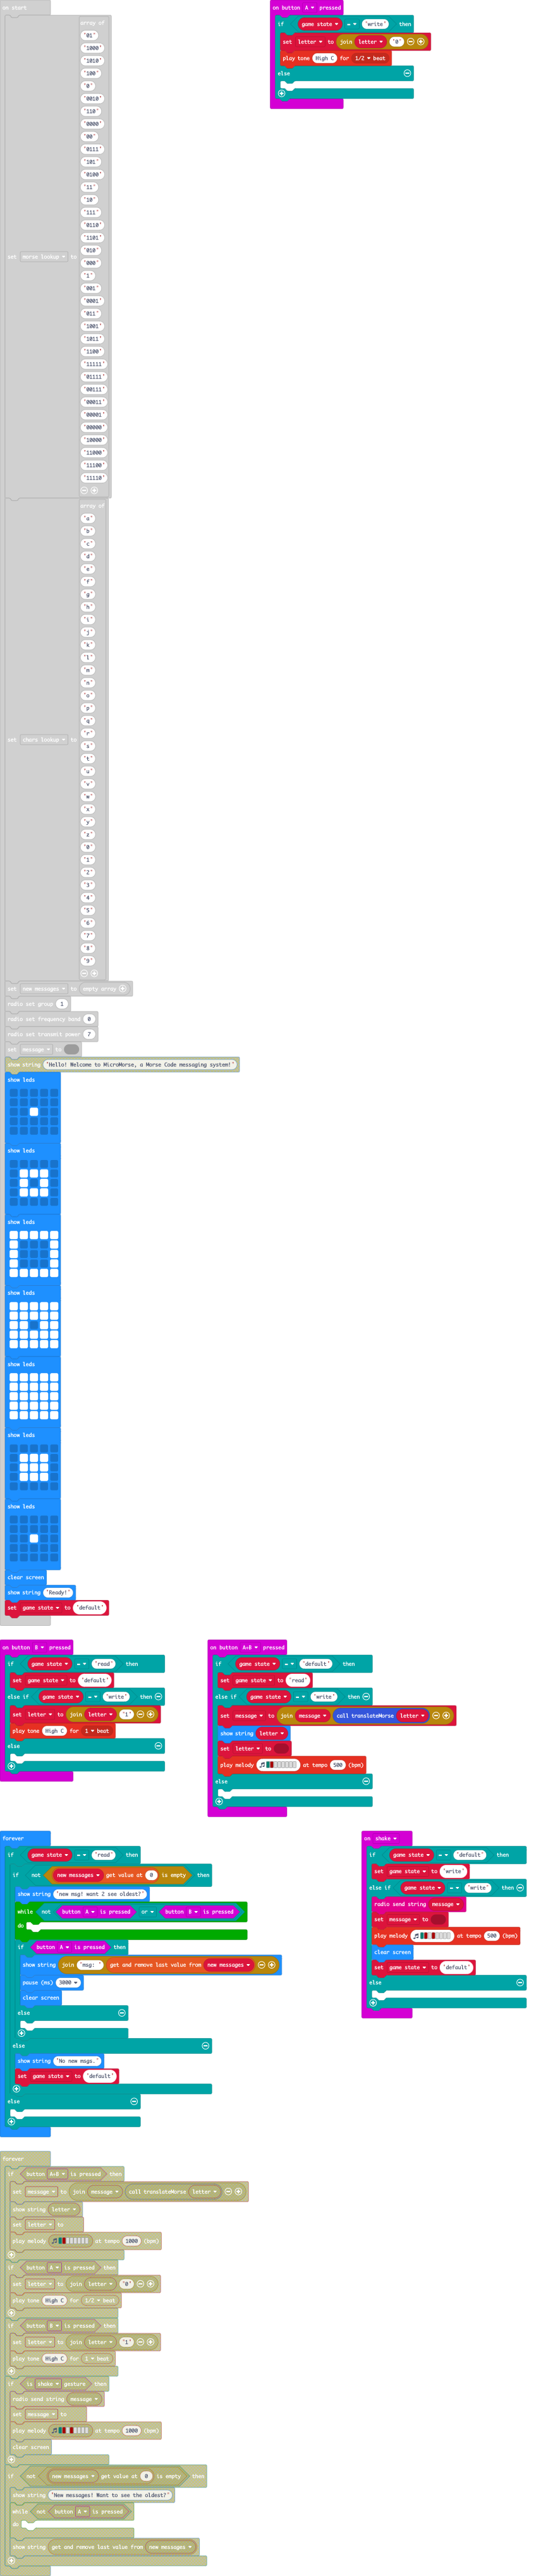 on start
array of
"01"
"1000"
"1010"
"100"
"0"
"0010"
"110"
"0000"
"00"
"0111"
"101"
"0100"
"11"
"10"
"111"
"0110"
"1101"
"010"
"000"
set morse lookup to
"1"
"001"
"0001"
"011"
"1001"
"1011"
"1100"
"11111"
"01111"
"00111"
"00011"
"00001"
"00000"
"10000"
"11000"
"11100"
"11110"
array of
"a"
"b"
"c"
"d"
"e"
"f"
"g"
"h"
"i"
"j"
"k"
"l"
"m"
"n"
"o"
"p"
"q"
"r"
set chars lookup to
"s"
"t"
"u"
"v"
"w"
"x"
"y"
"z"
"0"
"1"
"2"
"3"
"4"
"5"
"6"
"7"
"8"
"9"
set new messages to empty array
radio set group 1
radio set frequency band 0
radio set transmit power 7
set message to
show string "Hello! Welcome to MicroMorse, a Morse Code messaging system!"
show leds
show leds
show leds
show leds
show leds
show leds
show leds
clear screen
show string "Ready!"
set game state to "default"
on button A pressed
if game state = "write" then
set letter to join letter "0"
play tone High C for 1/2 beat
else
on button B pressed
if game state = "read" then
set game state to "default"
else if game state = "write" then
set letter to join letter "1"
play tone High C for 1 beat
else
on button A+B pressed
if game state = "default" then
set game state to "read"
else if game state = "write" then
set message to join message call translateMorse letter
show string letter
set letter to
play melody at tempo 500 (bpm)
else
forever
if game state = "read" then
if not new messages get value at 0 is empty then
show string "new msg! want 2 see oldest?"
while not button A is pressed or button B is pressed
do
if button A is pressed then
show string join "msg: " get and remove last value from new messages
pause (ms) 3000
clear screen
else
else
show string "No new msgs."
set game state to "default"
else
on shake
if game state = "default" then
set game state to "write"
else if game state = "write" then
radio send string message
set message to
play melody at tempo 500 (bpm)
clear screen
set game state to "default"
else
forever
if button A+B is pressed then
set message to join message call translateMorse letter
show string letter
set letter to
play melody at tempo 1000 (bpm)
if button A is pressed then
set letter to join letter "0"
play tone High C for 1/2 beat
if button B is pressed then
set letter to join letter "1"
play tone High C for 1 beat
if is shake gesture then
radio send string message
set message to
play melody at tempo 1000 (bpm)
clear screen
if not new messages get value at 0 is empty then
show string "New messages! Want to see the oldest?"
while not button A is pressed
do
show string get and remove last value from new messages